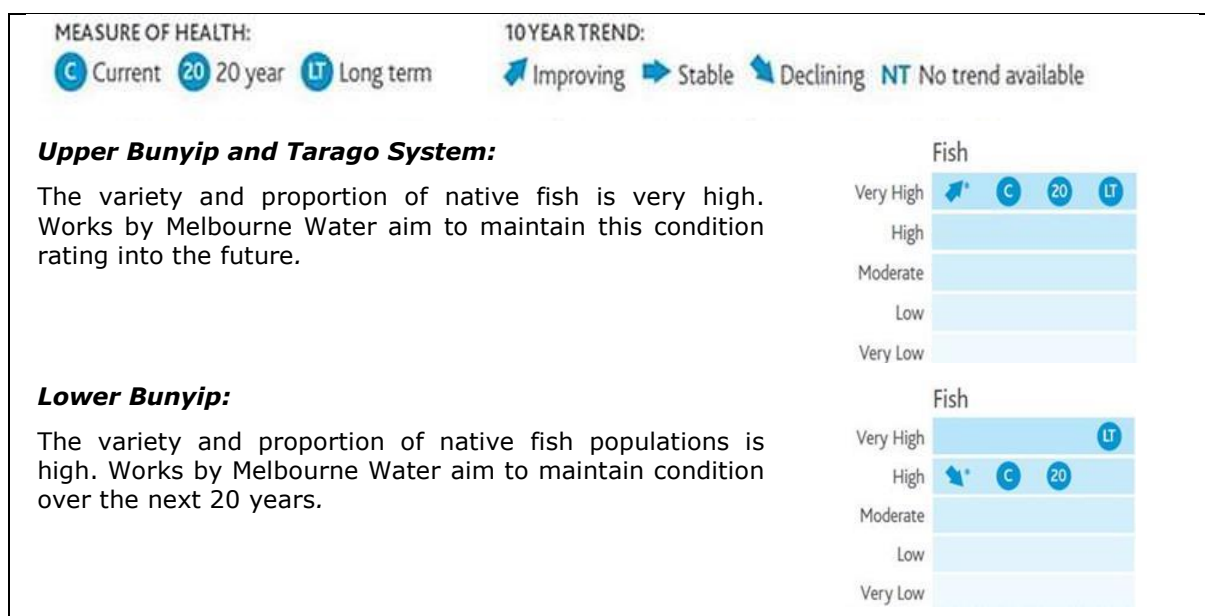 MEASURE OF HEALTH:
10 YEAR TREND:
C Current 20 20 year LT Long term
Improving Stable Declining NT No trend available
Upper Bunyip and Tarago System:
The variety and proportion of native fish is very high.
Works by Melbourne Water aim to maintain this condition
rating into the future.
Fish
Very High * C 20 LT
High
Moderate
Low
Very Low
Lower Bunyip:
The variety and proportion of native fish populations is
high. Works by Melbourne Water aim to maintain condition
over the next 20 years.
Fish
Very High LT
High * C 20
Moderate
Low
Very Low